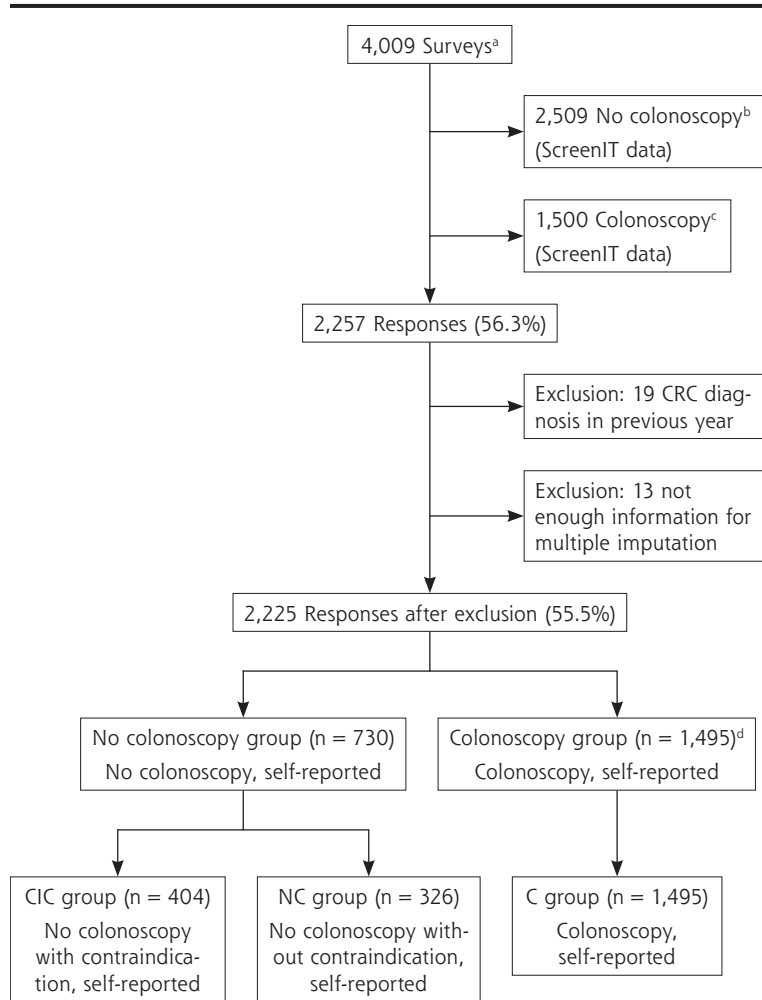 4,009 Surveysᵃ
2,509 No colonoscopyᵇ
(ScreenIT data)
1,500 Colonoscopyᶜ
(ScreenIT data)
2,257 Responses (56.3%)
Exclusion: 19 CRC diag-
nosis in previous year
Exclusion: 13 not
enough information for
multiple imputation
2,225 Responses after exclusion (55.5%)
No colonoscopy group (n = 730)
No colonoscopy, self-reported
Colonoscopy group (n = 1,495)ᵈ
Colonoscopy, self-reported
CIC group (n = 404)
No colonoscopy
with contraindica-
tion, self-reported
NC group (n = 326)
No colonoscopy with-
out contraindication,
self-reported
C group (n = 1,495)
Colonoscopy,
self-reported